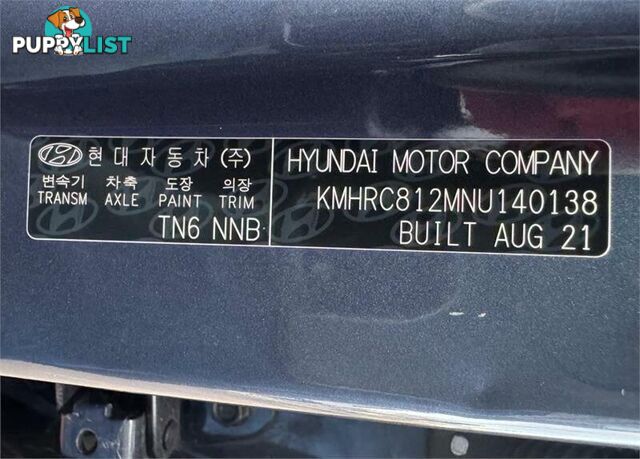 PUPPYLIST
현대자동차(주)
변속기 차축 도장 의장
TRANSM AXLE PAINT TRIM
TN6 NNB
HYUNDAI MOTOR COMPANY
KMHRC812MNU140138
BUILT AUG 21